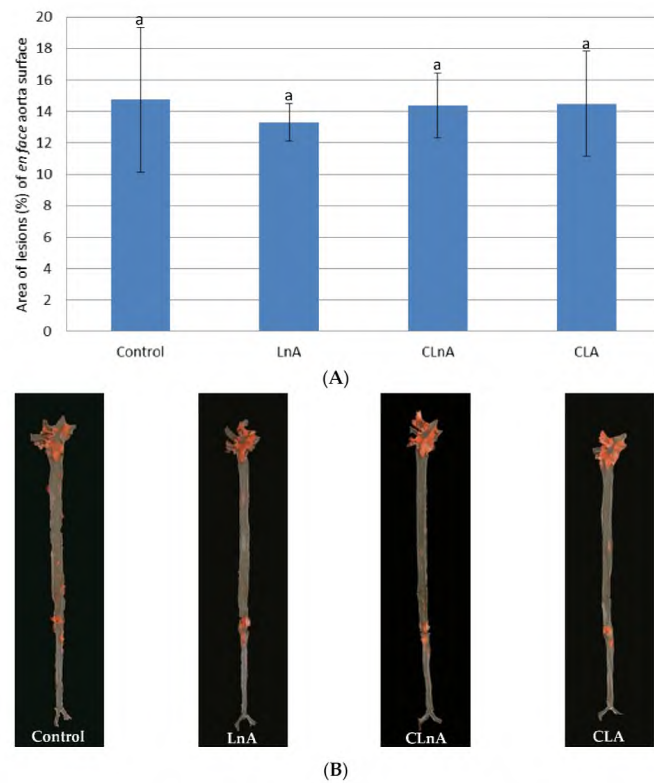 Area of lesions (%) of en face aorta surface
20
18
16
14
12
10
8
6
4
2
0
a
a
a
a
Control LnA CLnA CLA
(A)
Control LnA CLnA CLA
(B)